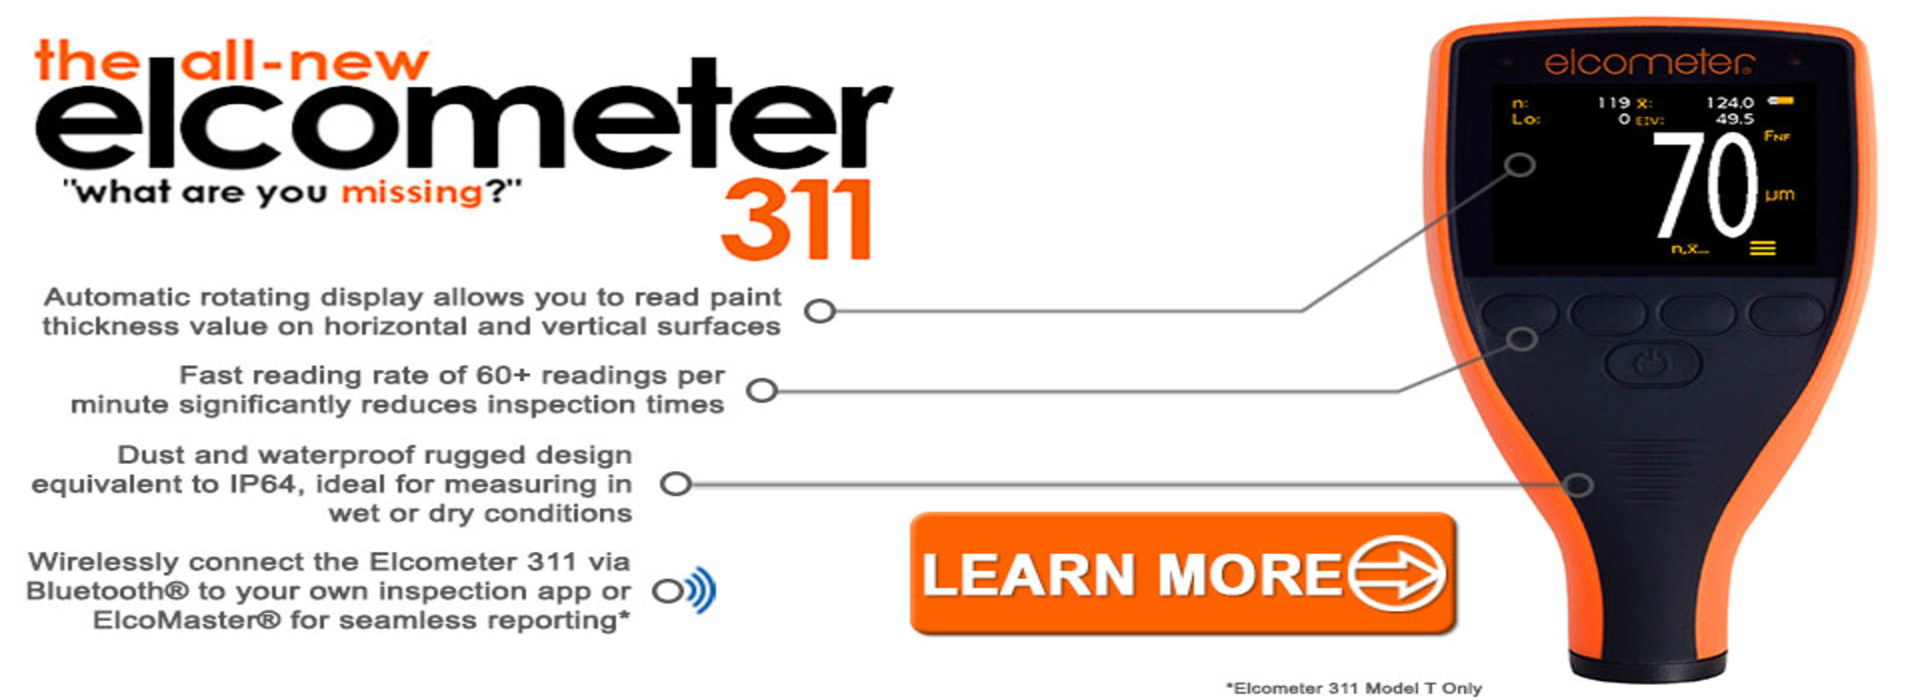 the all-new
elcometer
"what are you missing?"
311
Automatic rotating display allows you to read paint
thickness value on horizontal and vertical surfaces
Fast reading rate of 60+ readings per
minute significantly reduces inspection times
Dust and waterproof rugged design
equivalent to IP64, ideal for measuring in
wet or dry conditions
Wirelessly connect the Elcometer 311 via
Bluetooth® to your own inspection app or
ElcoMaster® for seamless reporting*
LEARN MORE
*Elcometer 311 Model T Only
elcometer®
n: 119 x̄: 124.0
Lo: 0 EIV: 49.5
FNF
70
µm
n,x̄...